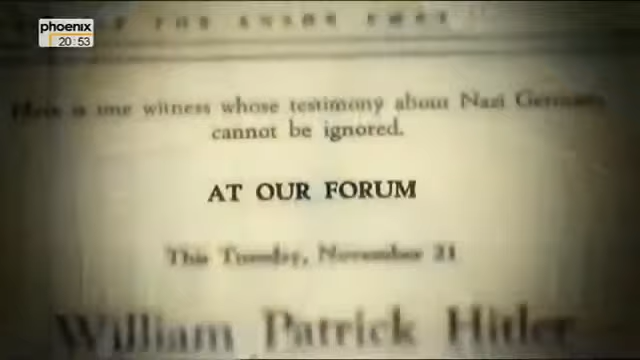 phoenix
20:53
Here is one witness whose testimony about Nazi Germany
cannot be ignored.
AT OUR FORUM
This Tuesday, November 21
William Patrick Hitler